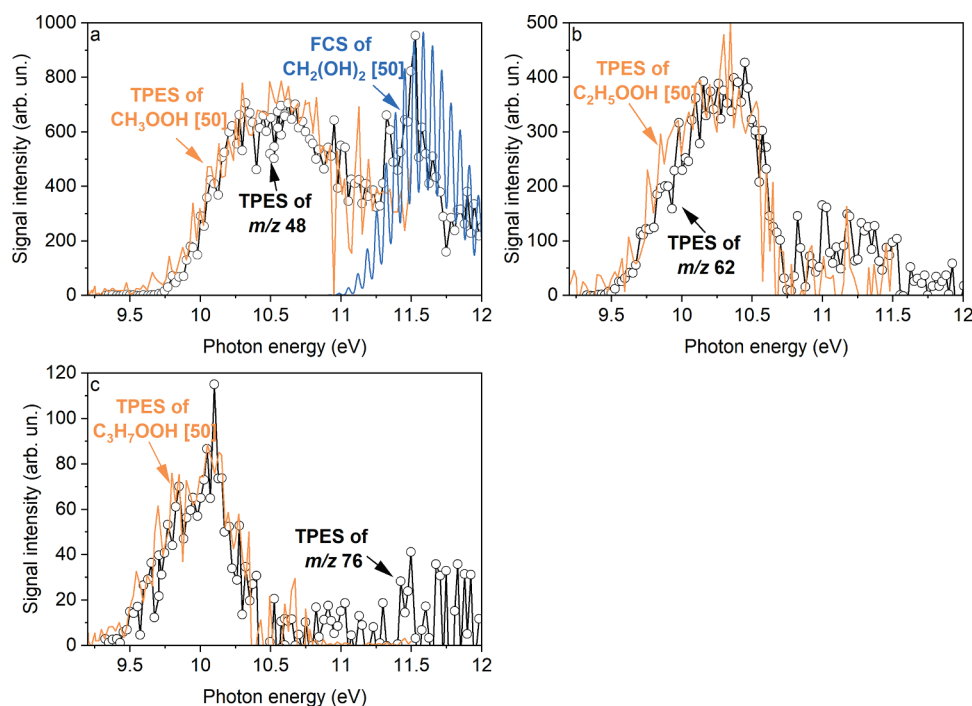 a
1000
800
600
400
200
0
Signal intensity (arb. un.)
TPES of
CH₃OOH [50]
FCS of
CH₂(OH)₂ [50]
TPES of
m/z 48
9.5 10 10.5 11 11.5 12
Photon energy (eV)
b
500
400
300
200
100
0
Signal intensity (arb. un.)
TPES of
C₂H₅OOH [50]
TPES of
m/z 62
9.5 10 10.5 11 11.5 12
Photon energy (eV)
c
120
100
80
60
40
20
0
Signal intensity (arb. un.)
TPES of
C₃H₇OOH [50]
TPES of
m/z 76
9.5 10 10.5 11 11.5 12
Photon energy (eV)